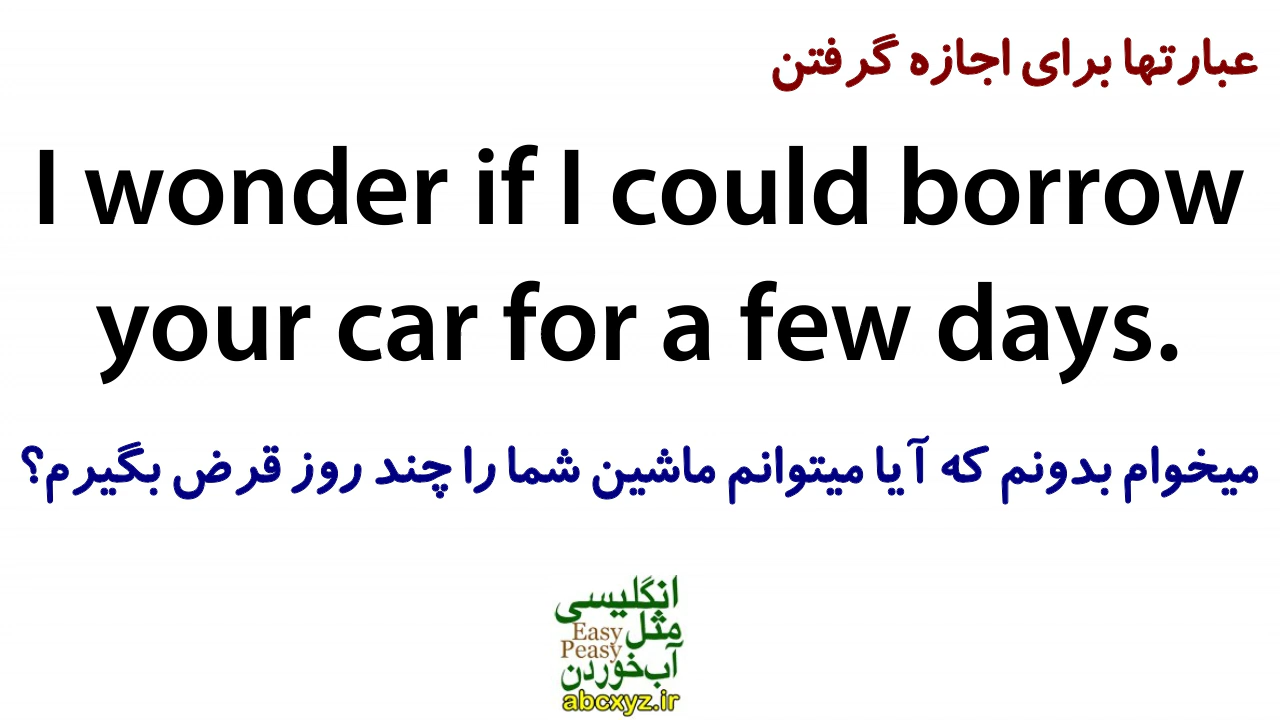 عبارتها برای اجازه گرفتن
I wonder if I could borrow
your car for a few days.
میخوام بدونم که آیا میتوانم ماشین شما را چند روز قرض بگیرم؟
انگلیسی
مثل
Easy
Peasy
آب خوردن
abcxyz.ir